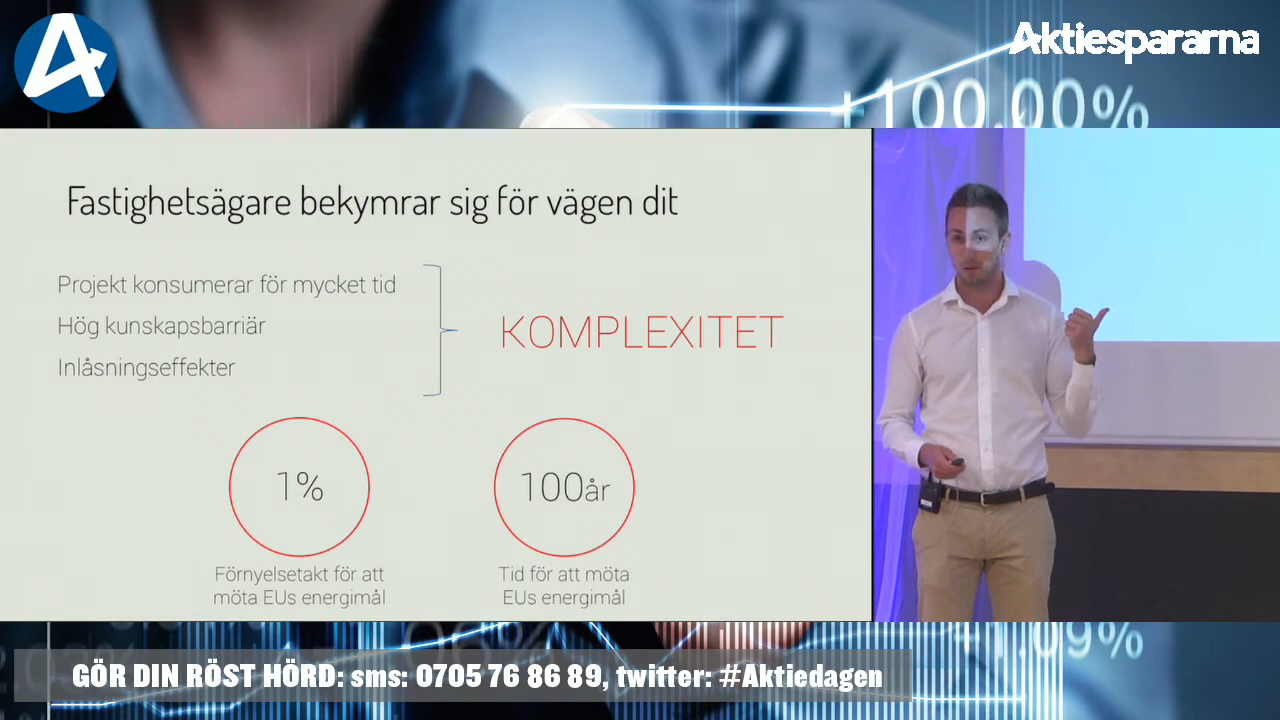 Aktiespararna
+100.00%
Fastighetsägare bekymrar sig för vägen dit
Projekt konsumerar för mycket tid
Hög kunskapsbarriär
Inlåsningseffekter
KOMPLEXITET
1%
100år
Förnyelsetakt för att
möta EUs energimål
Tid för att möta
EUs energimål
+1.09%
GÖR DIN RÖST HÖRD: sms: 0705 76 86 89, twitter: #Aktiedagen